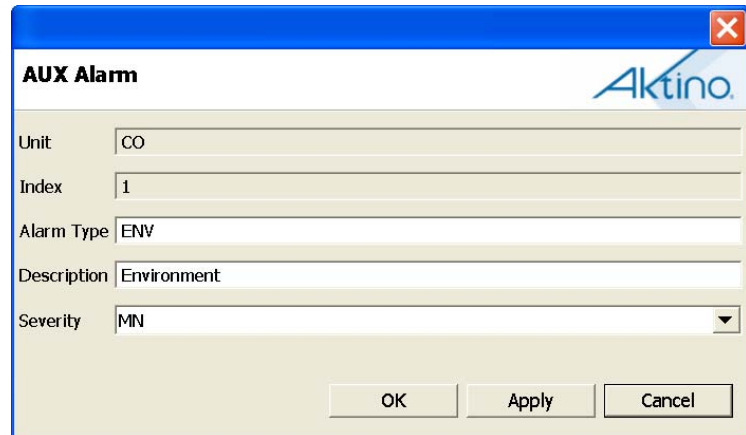 AUX Alarm
Aktino
Unit CO
Index 1
Alarm Type ENV
Description Environment
Severity MN
OK Apply Cancel